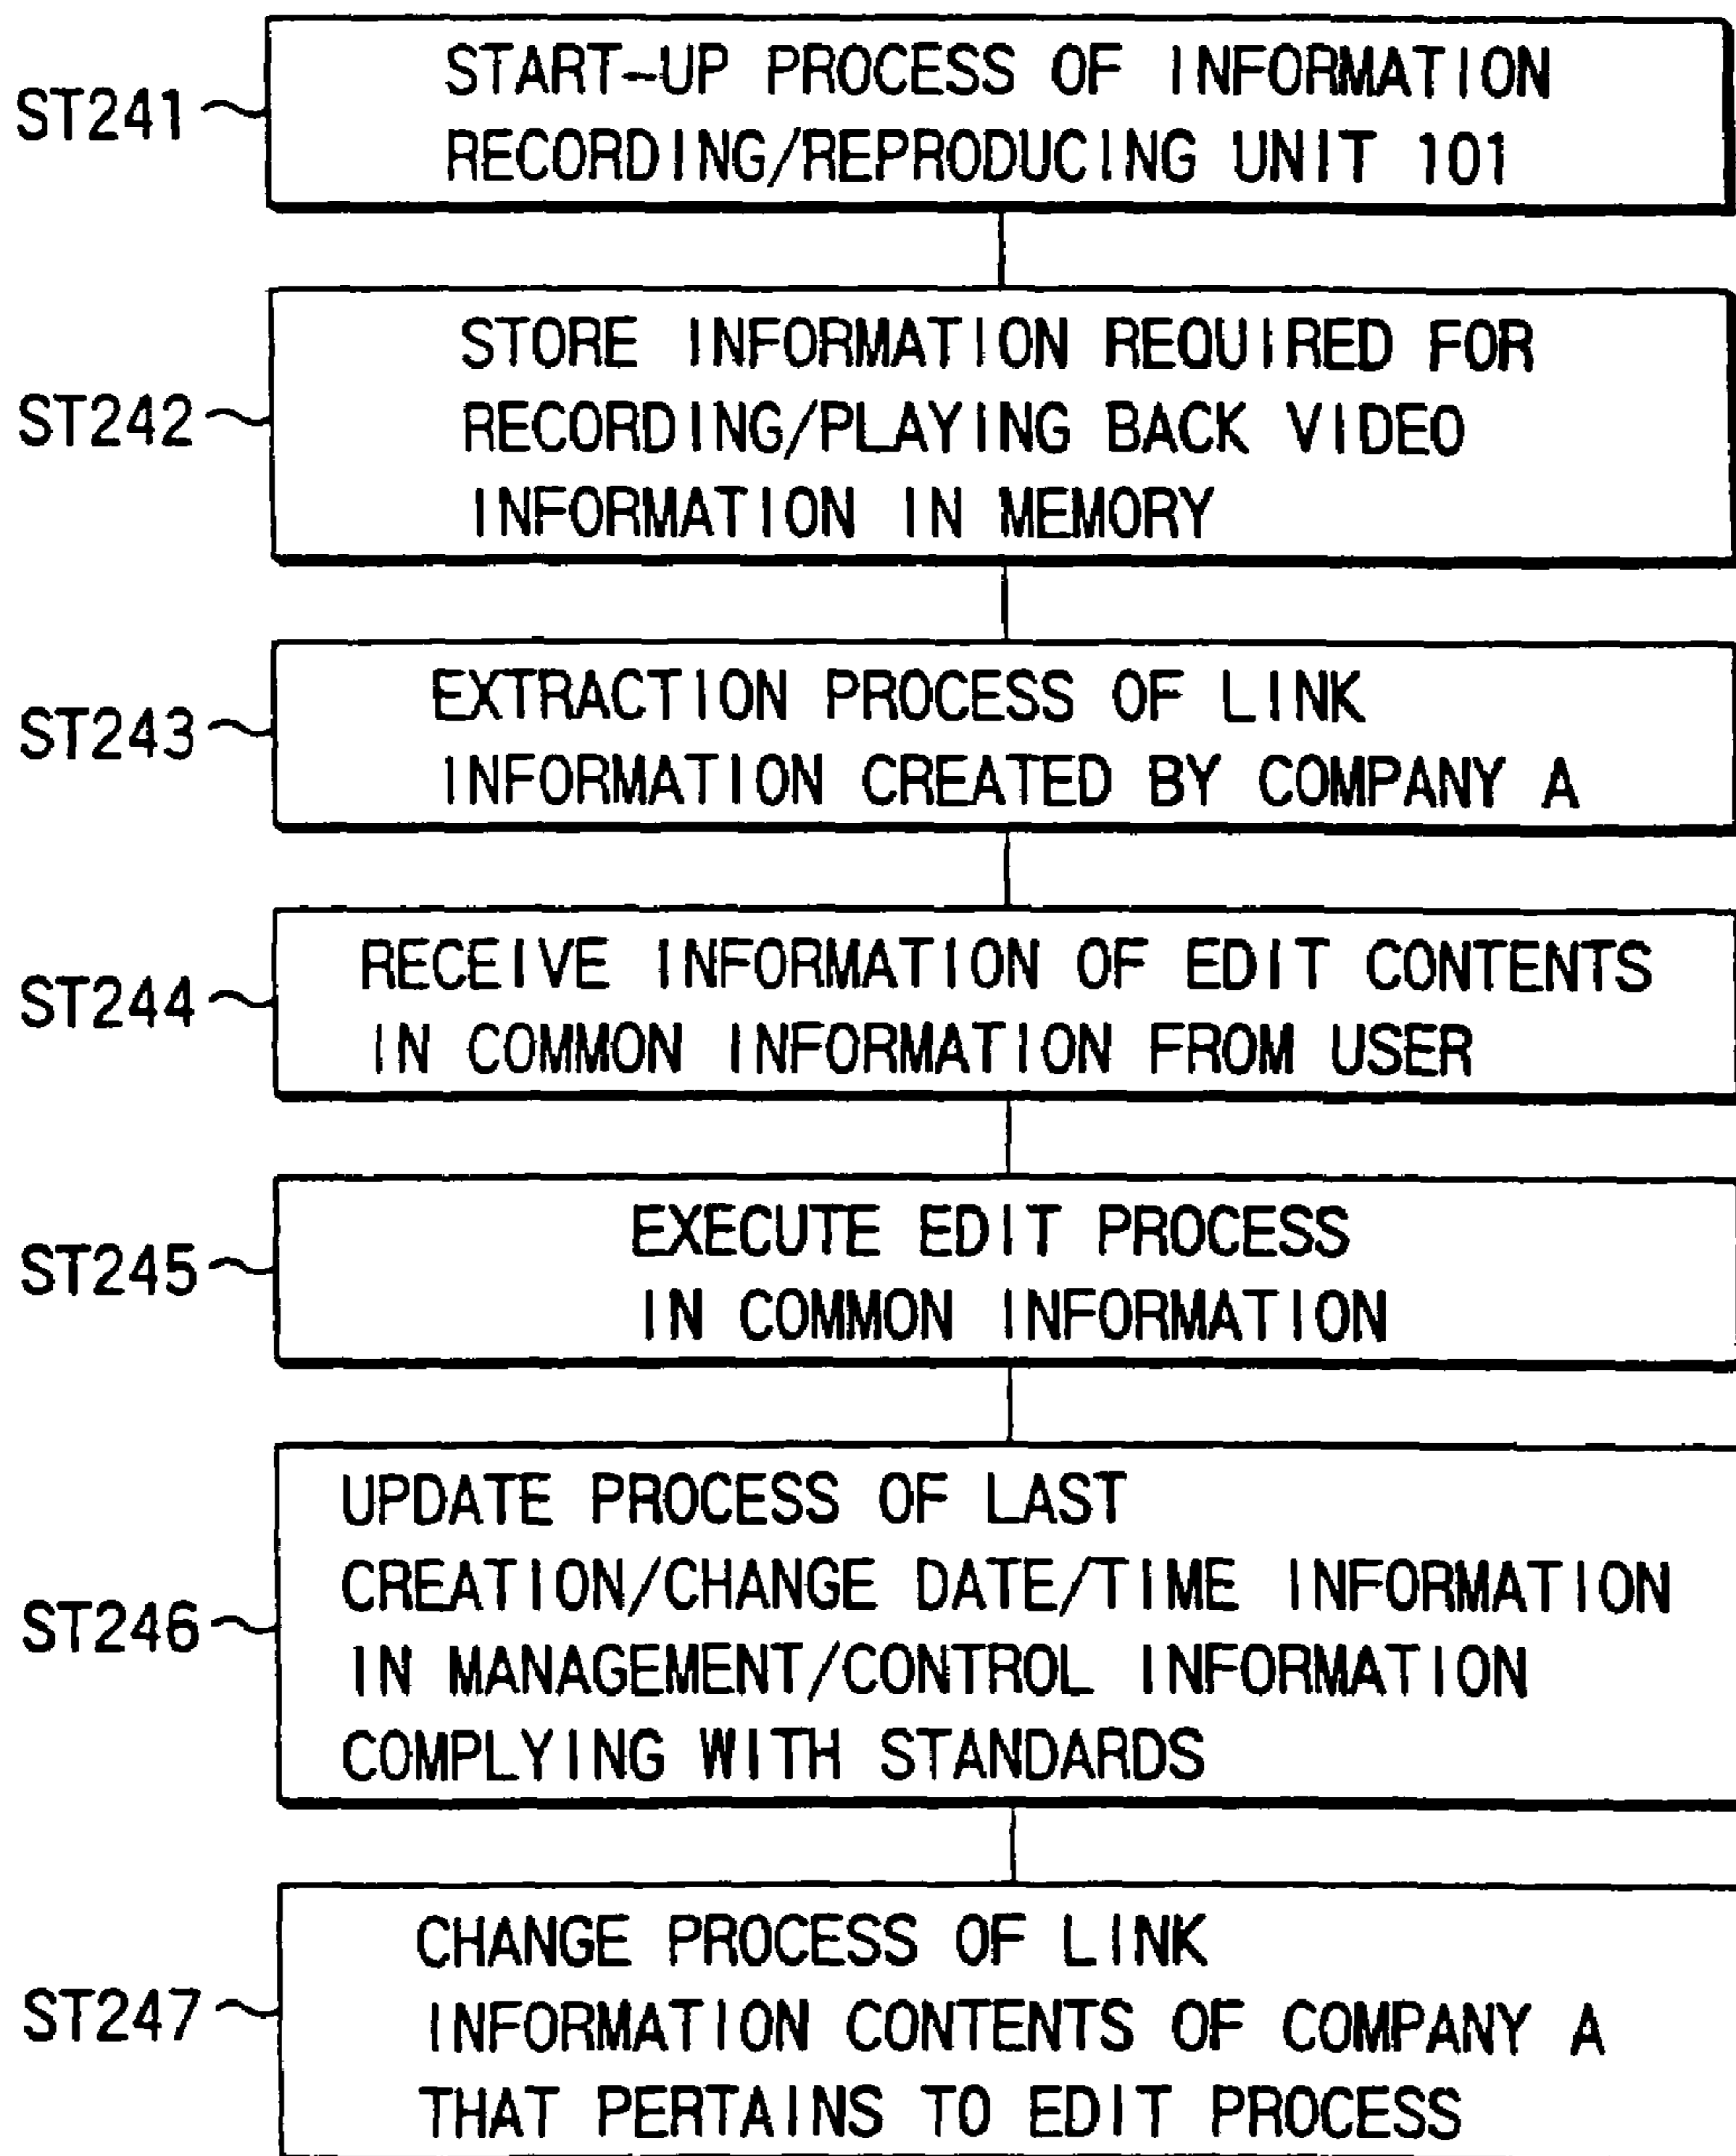 ST241
START-UP PROCESS OF INFORMATION
RECORDING/REPRODUCING UNIT 101
ST242
STORE INFORMATION REQUIRED FOR
RECORDING/PLAYING BACK VIDEO
INFORMATION IN MEMORY
ST243
EXTRACTION PROCESS OF LINK
INFORMATION CREATED BY COMPANY A
ST244
RECEIVE INFORMATION OF EDIT CONTENTS
IN COMMON INFORMATION FROM USER
ST245
EXECUTE EDIT PROCESS
IN COMMON INFORMATION
ST246
UPDATE PROCESS OF LAST
CREATION/CHANGE DATE/TIME INFORMATION
IN MANAGEMENT/CONTROL INFORMATION
COMPLYING WITH STANDARDS
ST247
CHANGE PROCESS OF LINK
INFORMATION CONTENTS OF COMPANY A
THAT PERTAINS TO EDIT PROCESS